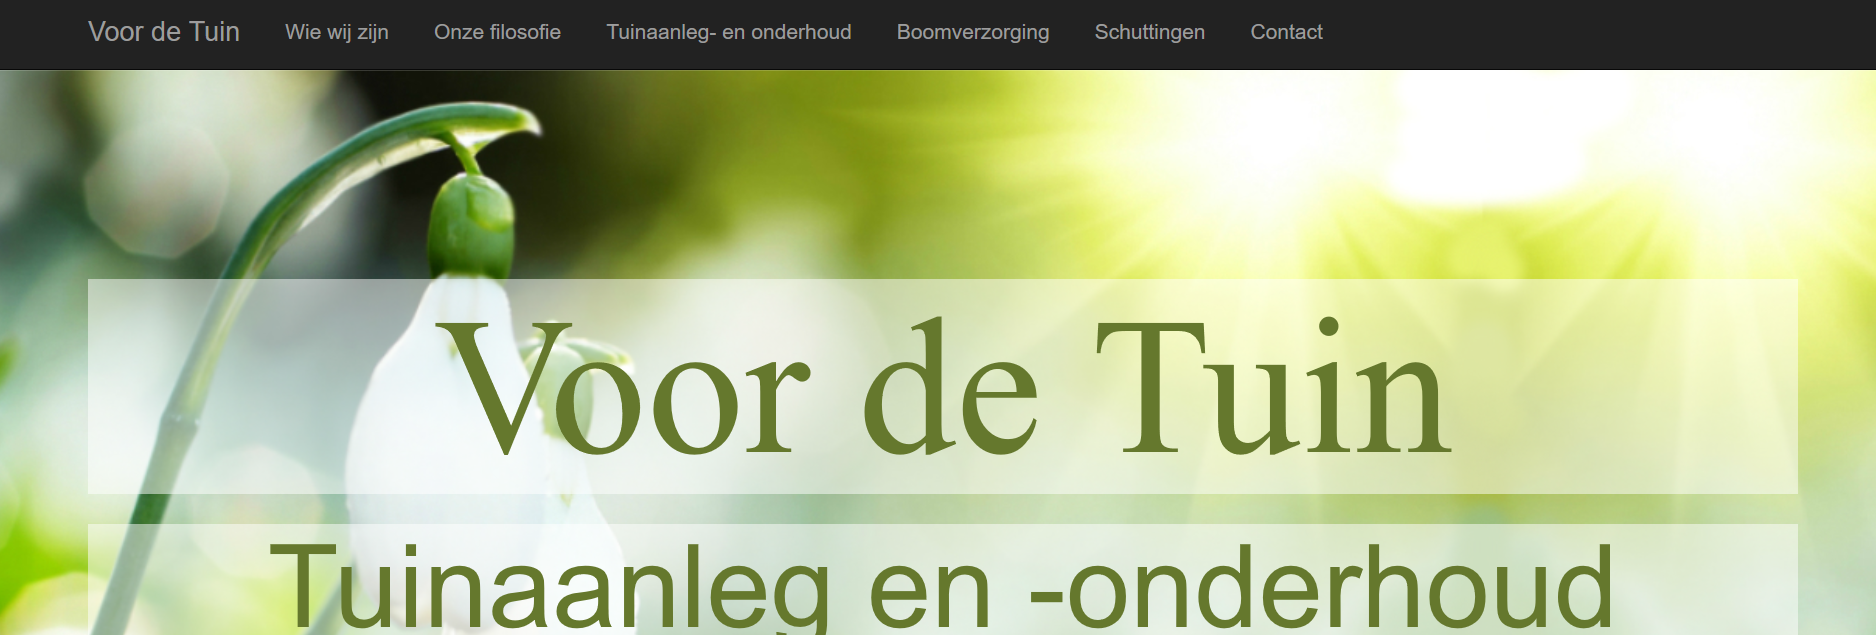 Voor de Tuin Wie wij zijn Onze filosofie Tuinaanleg- en onderhoud Boomverzorging Schuttingen Contact
Voor de Tuin
Tuinaanleg en -onderhoud